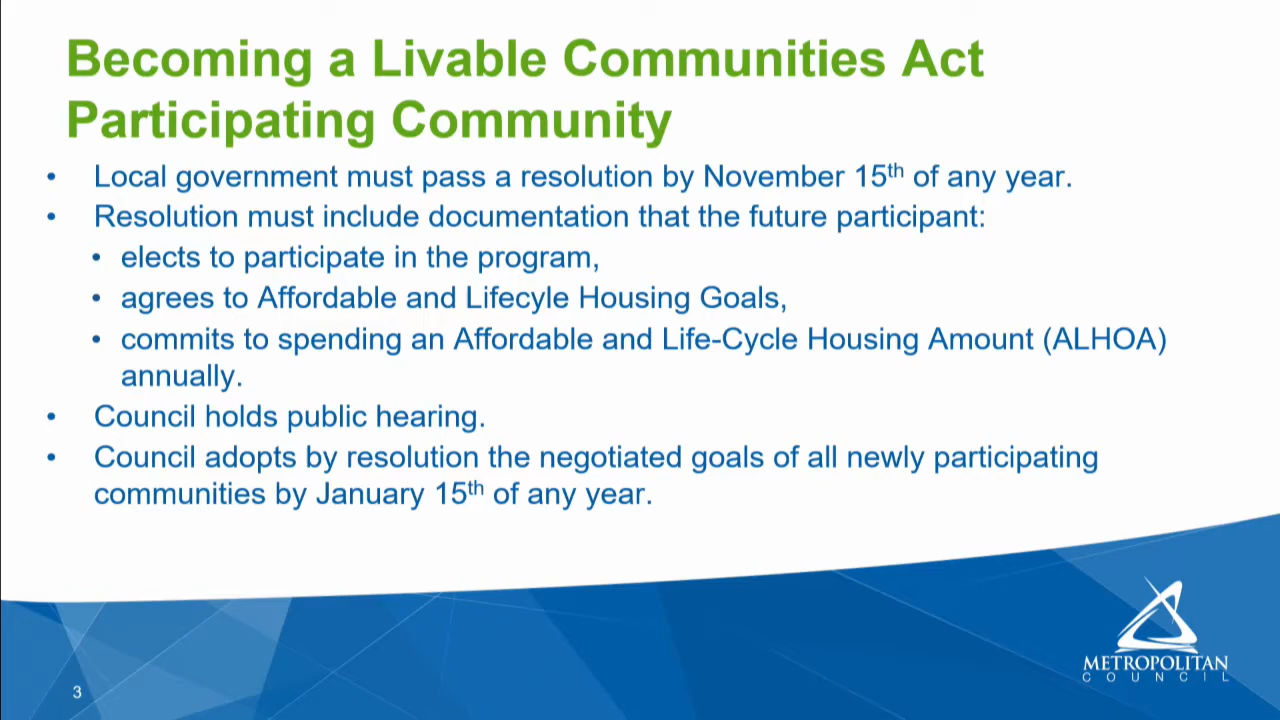 Becoming a Livable Communities Act
Participating Community
• Local government must pass a resolution by November 15th of any year.
• Resolution must include documentation that the future participant:
• elects to participate in the program,
• agrees to Affordable and Lifecyle Housing Goals,
• commits to spending an Affordable and Life-Cycle Housing Amount (ALHOA)
annually.
• Council holds public hearing.
• Council adopts by resolution the negotiated goals of all newly participating
communities by January 15th of any year.
METROPOLITAN
COUNCIL
3